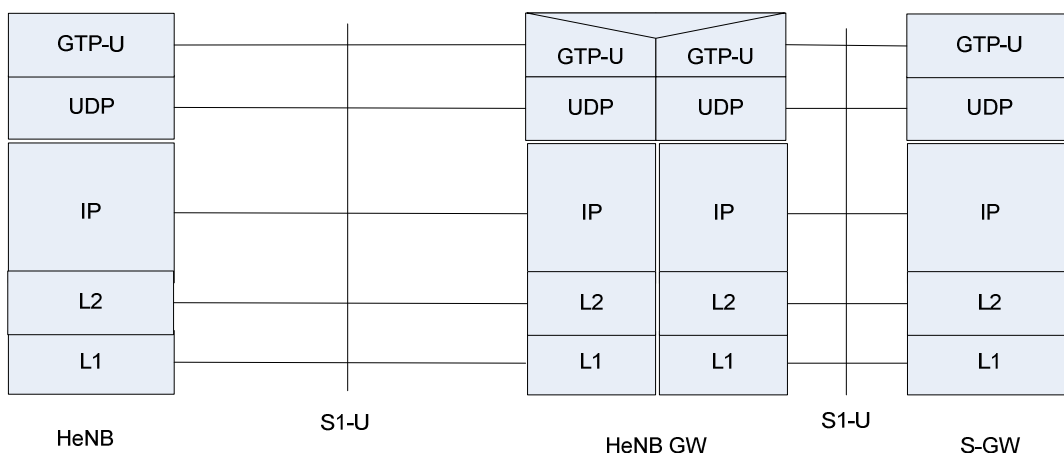 GTP-U GTP-U GTP-U GTP-U
UDP UDP UDP UDP
IP IP IP IP
L2 L2 L2 L2
L1 L1 L1 L1
S1-U S1-U
HeNB HeNB GW S-GW